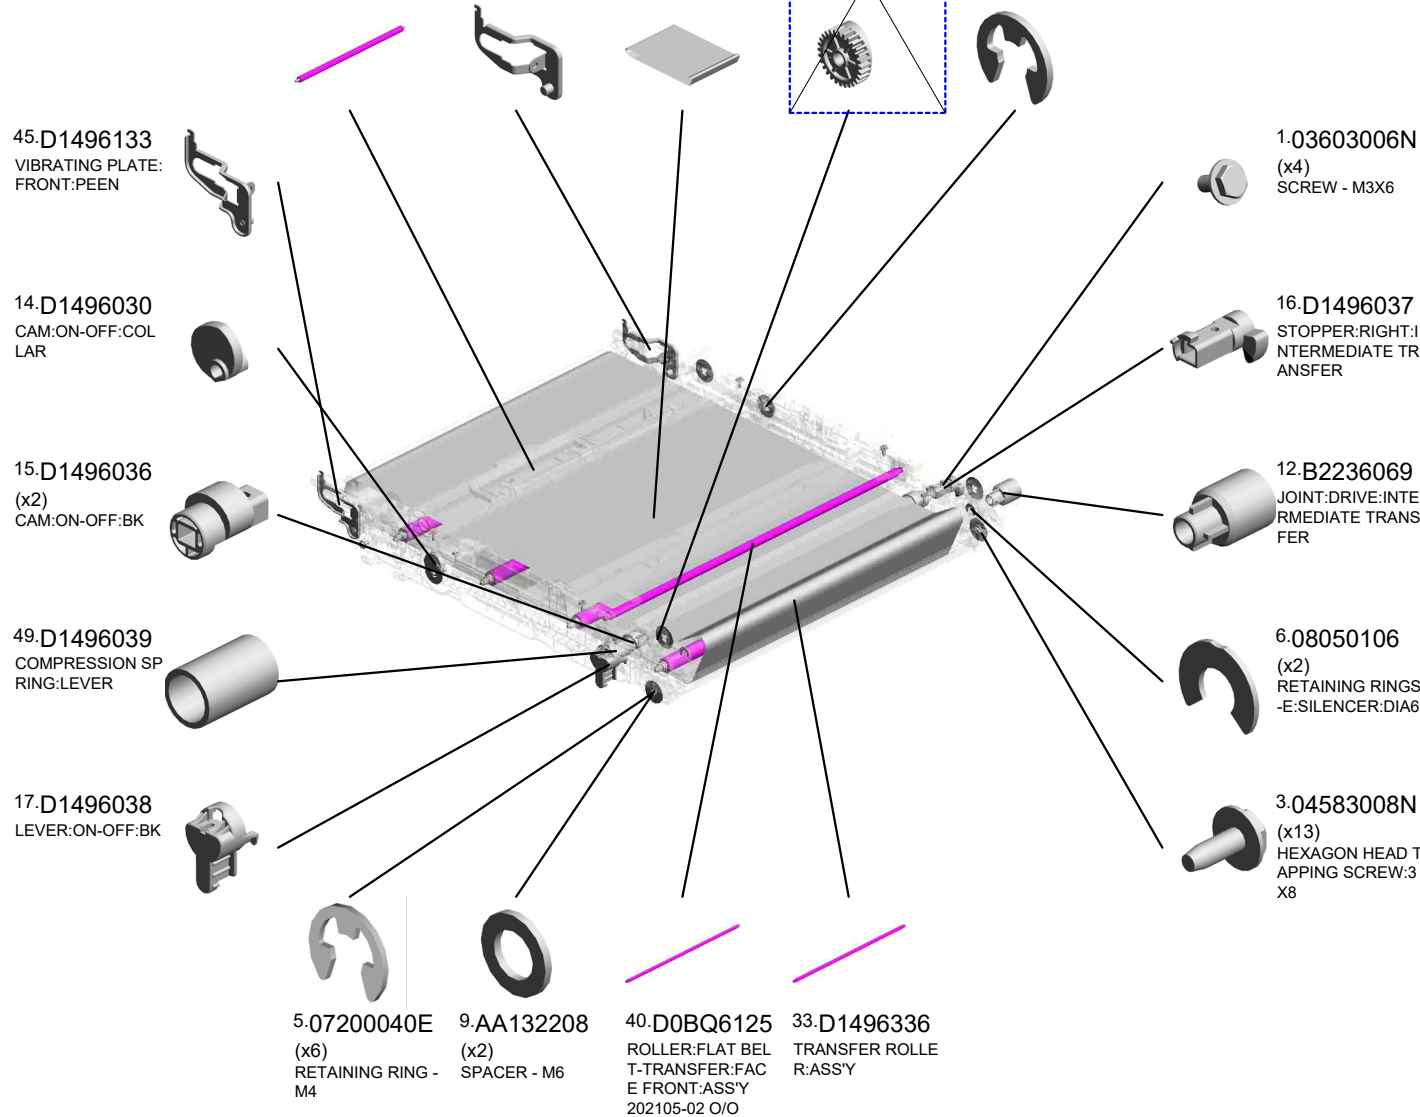 45.D1496133
VIBRATING PLATE:
FRONT:PEEN
14.D1496030
CAM:ON-OFF:COL
LAR
15.D1496036
(x2)
CAM:ON-OFF:BK
49.D1496039
COMPRESSION SP
RING:LEVER
17.D1496038
LEVER:ON-OFF:BK
1.03603006N
(x4)
SCREW - M3X6
16.D1496037
STOPPER:RIGHT:I
NTERMEDIATE TR
ANSFER
12.B2236069
JOINT:DRIVE:INTE
RMEDIATE TRANS
FER
6.08050106
(x2)
RETAINING RINGS
-E:SILENCER:DIA6
3.04583008N
(x13)
HEXAGON HEAD T
APPING SCREW:3
X8
5.07200040E
(x6)
RETAINING RING -
M4
9.AA132208
(x2)
SPACER - M6
40.D0BQ6125
ROLLER:FLAT BEL
T-TRANSFER:FAC
E FRONT:ASS'Y
202105-02 O/O
33.D1496336
TRANSFER ROLLE
R:ASS'Y